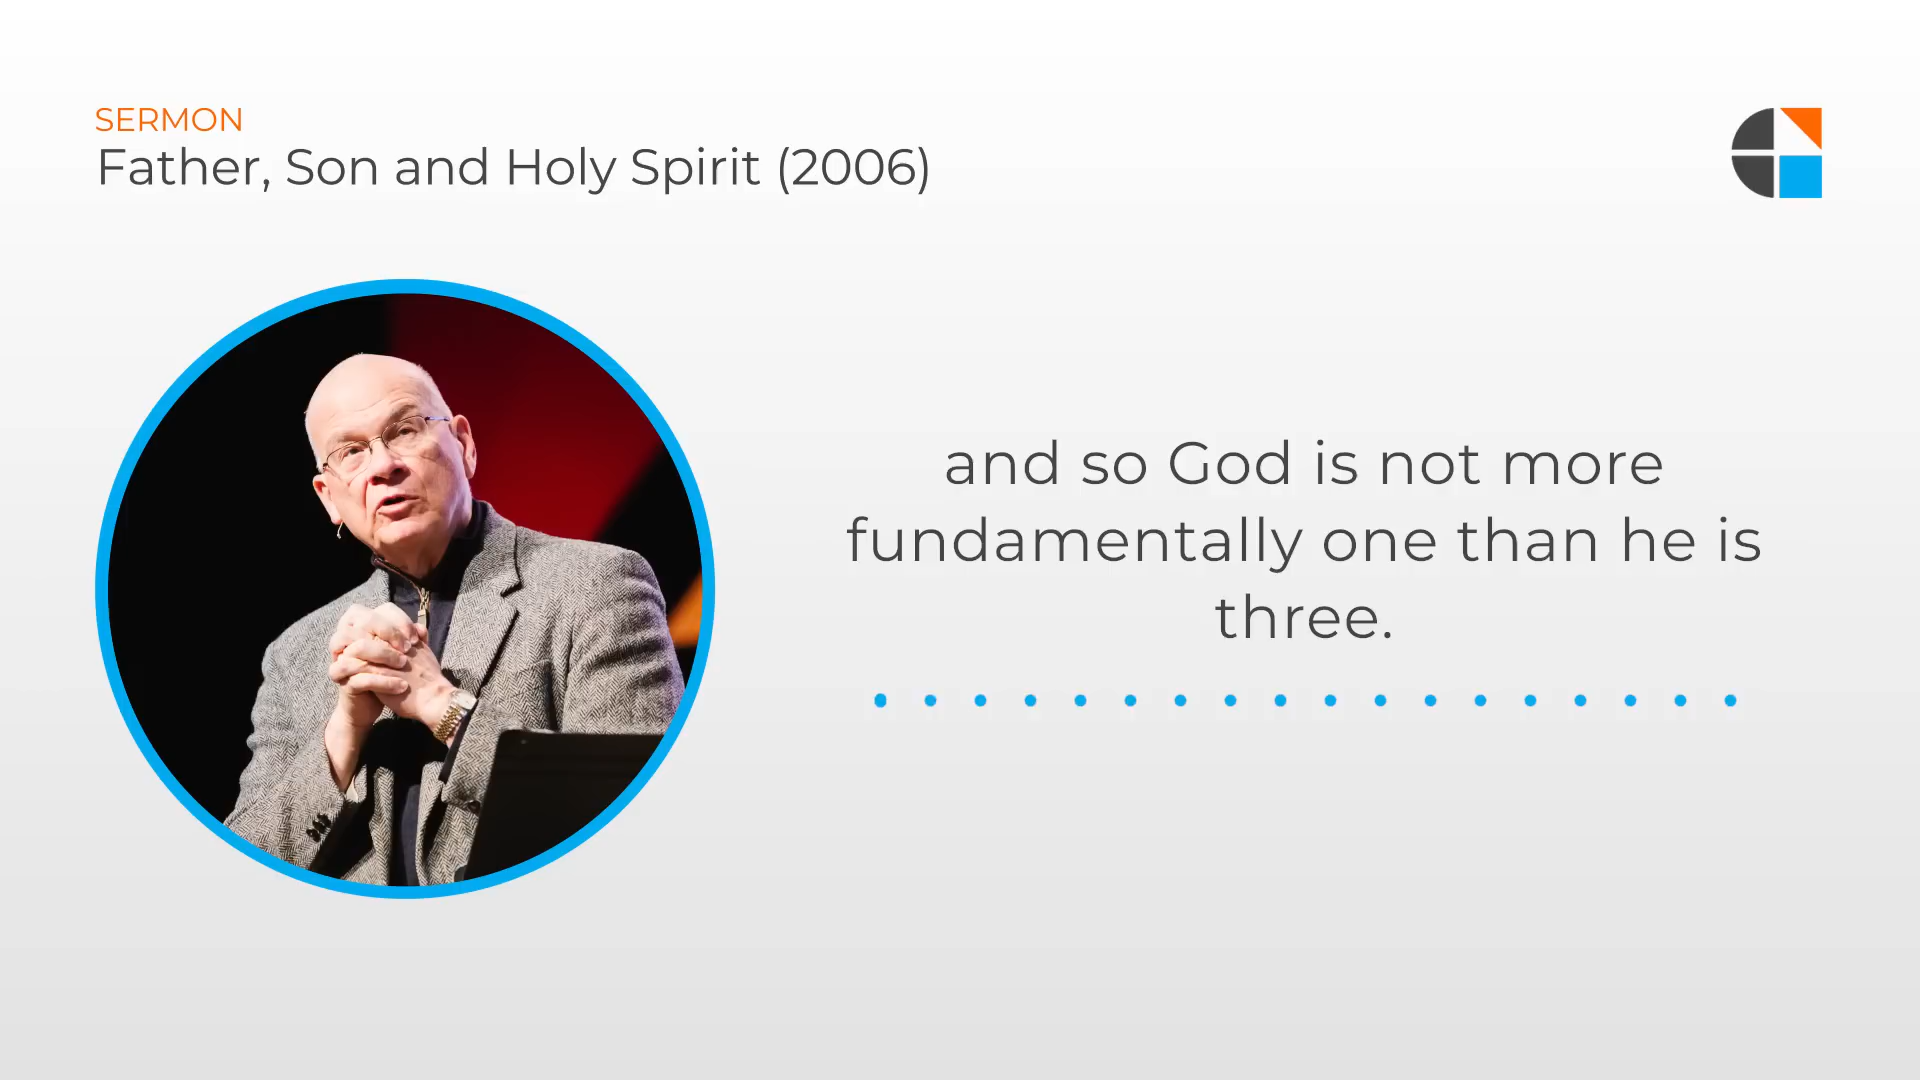 SERMON
Father, Son and Holy Spirit (2006)
and so God is not more
fundamentally one than he is
three.